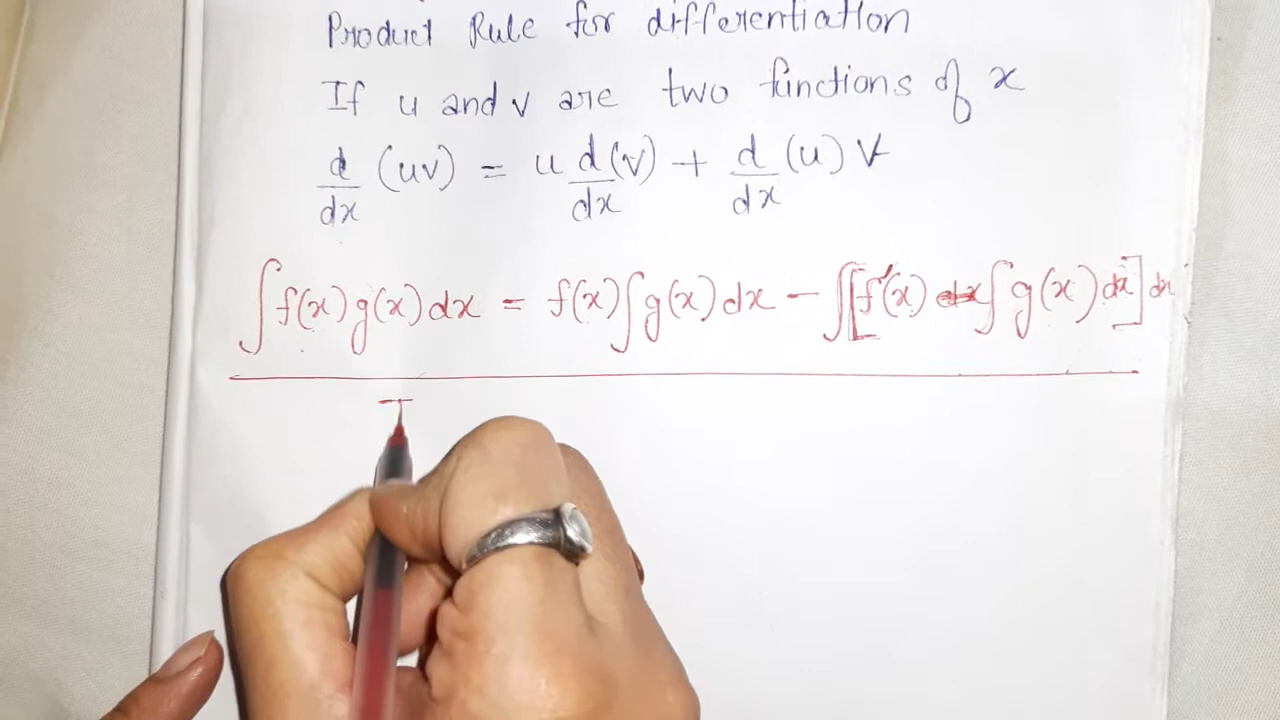 Product Rule for differentiation
If u and v are two functions of x
d/dx (uv) = u d(v)/dx + d/dx (u) v
∫f(x)g(x)dx = f(x)∫g(x)dx - ∫[f'(x) ∫g(x)dx]dx